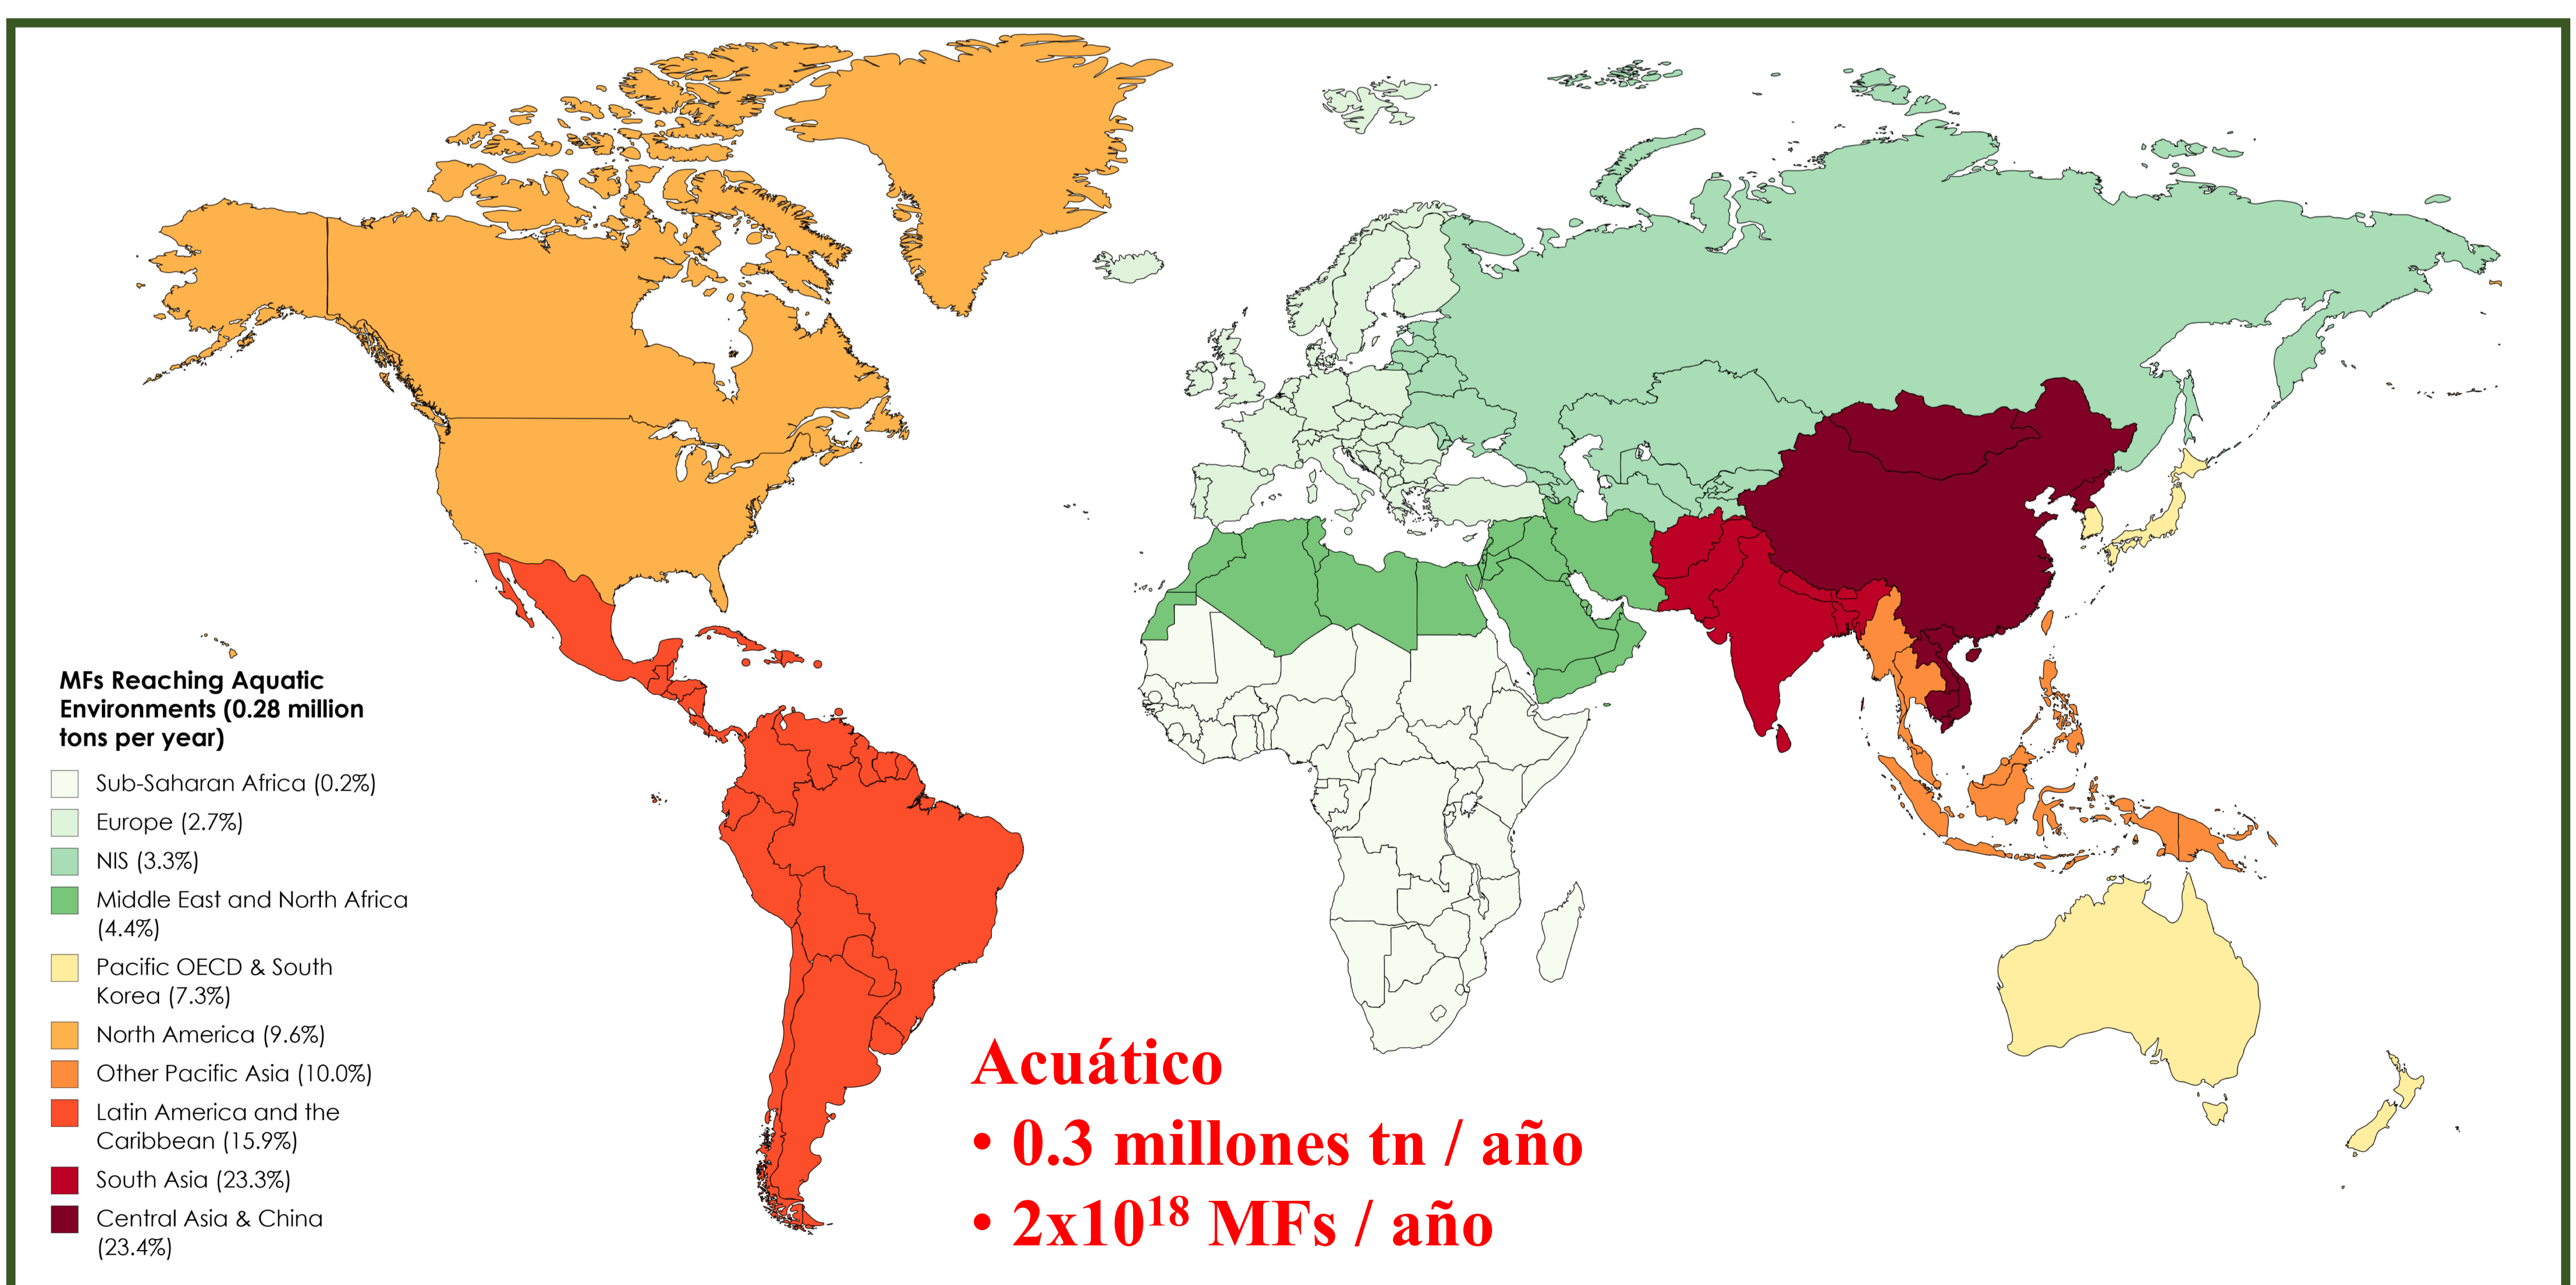 MFs Reaching Aquatic
Environments (0.28 million
tons per year)
Sub-Saharan Africa (0.2%)
Europe (2.7%)
NIS (3.3%)
Middle East and North Africa
(4.4%)
Pacific OECD & South
Korea (7.3%)
North America (9.6%)
Other Pacific Asia (10.0%)
Latin America and the
Caribbean (15.9%)
South Asia (23.3%)
Central Asia & China
(23.4%)
Acuático
• 0.3 millones tn / año
• 2x10¹⁸ MFs / año